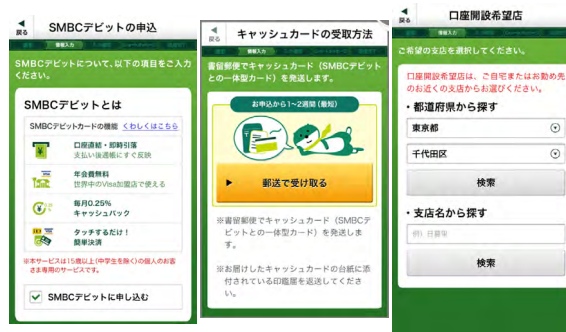 戻る
SMBCデビットの申込
情報入力
SMBCデビットについて、以下の項目をご入力
ください。
SMBCデビットとは
SMBCデビットカードの機能 くわしくはこちら
口座直結・即時引落
支払い後通帳にすぐ反映
年会費無料
世界中のVisa加盟店で使える
毎月0.25%
キャッシュバック
タッチするだけ!
簡単決済
※本サービスは15歳以上(中学生を除く)の個人のお客
さま専用のサービスです。
SMBCデビットに申し込む
戻る
キャッシュカードの受取方法
情報入力
書留郵便でキャッシュカード(SMBCデビット
との一体型カード)を発送します。
お申込から1~2週間(最短)
郵送で受け取る
※書留郵便でキャッシュカード(SMBCデ
ビットとの一体型カード)を発送しま
す。
※お届けしたキャッシュカードの台紙に添
付されている印鑑届を返送してくださ
い。
戻る
口座開設希望店
情報入力
ご希望の支店を選択してください。
口座開設希望店は、ご自宅またはお勤め先
のお近くの支店からお選びください。
・都道府県から探す
東京都
千代田区
検索
・支店名から探す
例) 日暮里
検索